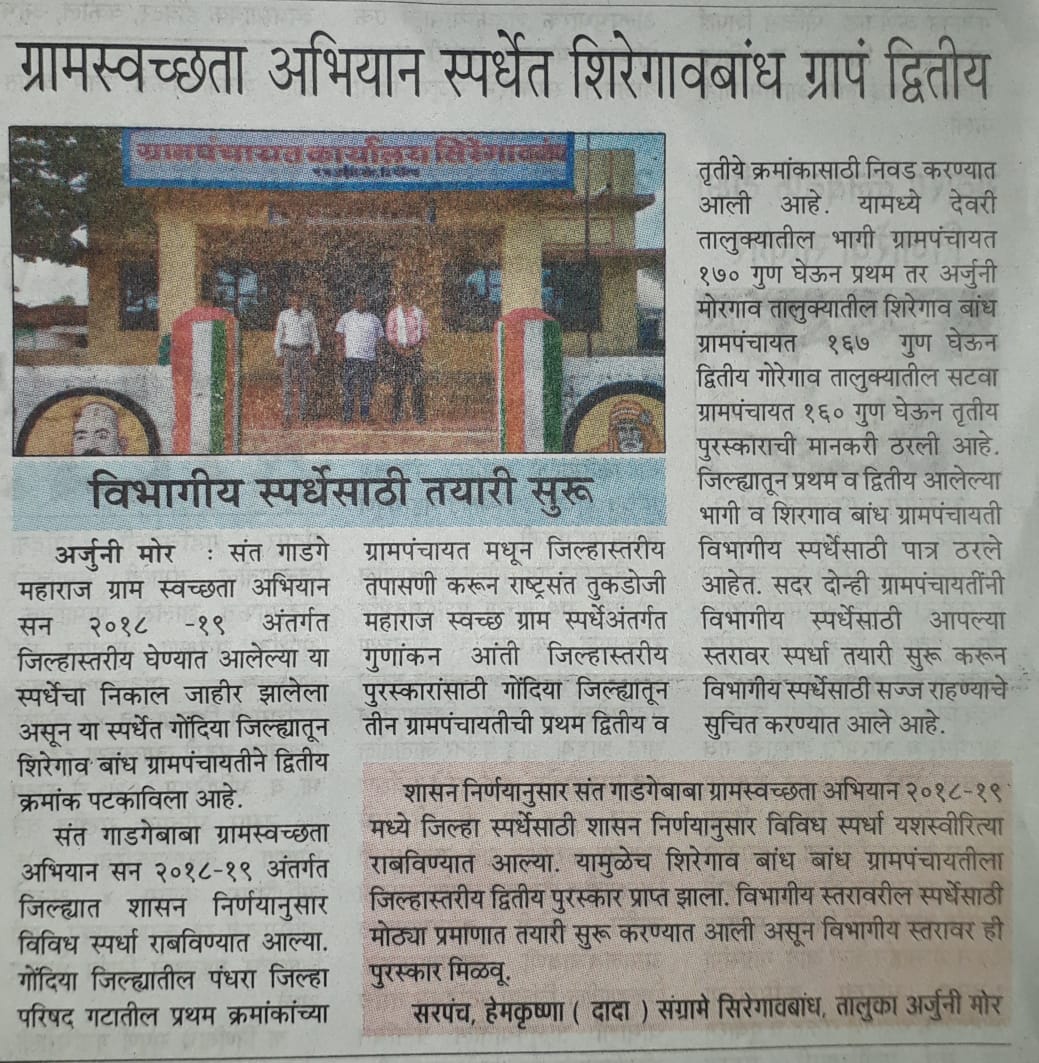 ग्रामस्वच्छता अभियान स्पर्धेत शिरेगावबांध ग्रापं द्वितीय
ग्रामपंचायत कार्यालय सिरेगावबांध
विभागीय स्पर्धेसाठी तयारी सुरू
अर्जुनी मोर : संत गाडगे
महाराज ग्राम स्वच्छता अभियान
सन २०१८ -१९ अंतर्गत
जिल्हास्तरीय घेण्यात आलेल्या या
स्पर्धेचा निकाल जाहीर झालेला
असून या स्पर्धेत गोंदिया जिल्ह्यातून
शिरेगाव बांध ग्रामपंचायतीने द्वितीय
क्रमांक पटकाविला आहे.
संत गाडगेबाबा ग्रामस्वच्छता
अभियान सन २०१८-१९ अंतर्गत
जिल्ह्यात शासन निर्णयानुसार
विविध स्पर्धा राबविण्यात आल्या.
गोंदिया जिल्ह्यातील पंधरा जिल्हा
परिषद गटातील प्रथम क्रमांकांच्या
ग्रामपंचायत मधून जिल्हास्तरीय
तपासणी करून राष्ट्रसंत तुकडोजी
महाराज स्वच्छ ग्राम स्पर्धेअंतर्गत
गुणांकन आंती जिल्हास्तरीय
पुरस्कारांसाठी गोंदिया जिल्ह्यातून
तीन ग्रामपंचायतीची प्रथम द्वितीय व
तृतीये क्रमांकासाठी निवड करण्यात
आली आहे. यामध्ये देवरी
तालुक्यातील भागी ग्रामपंचायत
१७० गुण घेऊन प्रथम तर अर्जुनी
मोरगाव तालुक्यातील शिरेगाव बांध
ग्रामपंचायत १६७ गुण घेऊन
द्वितीय गोरेगाव तालुक्यातील सटवा
ग्रामपंचायत १६० गुण घेऊन तृतीय
पुरस्काराची मानकरी ठरली आहे.
जिल्ह्यातून प्रथम व द्वितीय आलेल्या
भागी व शिरगाव बांध ग्रामपंचायती
विभागीय स्पर्धेसाठी पात्र ठरले
आहेत. सदर दोन्ही ग्रामपंचायतींनी
विभागीय स्पर्धेसाठी आपल्या
स्तरावर स्पर्धा तयारी सुरू करून
विभागीय स्पर्धेसाठी सज्ज राहण्याचे
सुचित करण्यात आले आहे.
शासन निर्णयानुसार संत गाडगेबाबा ग्रामस्वच्छता अभियान २०१८-१९
मध्ये जिल्हा स्पर्धेसाठी शासन निर्णयानुसार विविध स्पर्धा यशस्वीरित्या
राबविण्यात आल्या. यामुळेच शिरेगाव बांध बांध ग्रामपंचायतीला
जिल्हास्तरीय द्वितीय पुरस्कार प्राप्त झाला. विभागीय स्तरावरील स्पर्धेसाठी
मोठ्या प्रमाणात तयारी सुरू करण्यात आली असून विभागीय स्तरावर ही
पुरस्कार मिळवू.
सरपंच, हेमकृष्णा ( दादा ) संग्रामे सिरेगावबांध, तालुका अर्जुनी मोर